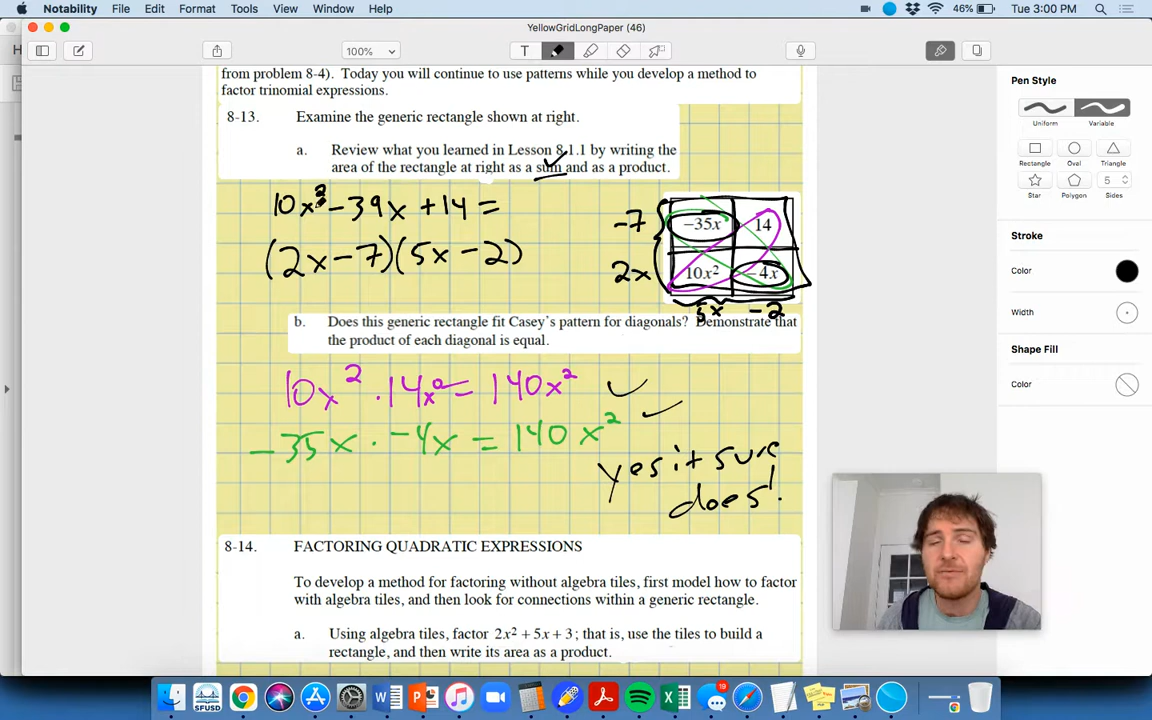 Notability File Edit Format Tools View Window Help 46% Tue 3:00 PM
YellowGridLongPaper (46)
H 100% T
from problem 8-4). Today you will continue to use patterns while you develop a method to
factor trinomial expressions.
8-13. Examine the generic rectangle shown at right.
a. Review what you learned in Lesson 8.1.1 by writing the
area of the rectangle at right as a sum and as a product.
10x² - 39x + 14 =
(2x - 7)(5x - 2)
-7 -35x 14
2x 10x² -4x
5x -2
b. Does this generic rectangle fit Casey's pattern for diagonals? Demonstrate that
the product of each diagonal is equal.
10x² · 14x⁰ = 140x²
-35x · -4x = 140x²
yes it sure
does!
8-14. FACTORING QUADRATIC EXPRESSIONS
To develop a method for factoring without algebra tiles, first model how to factor
with algebra tiles, and then look for connections within a generic rectangle.
a. Using algebra tiles, factor 2x² + 5x + 3; that is, use the tiles to build a
rectangle, and then write its area as a product.
Pen Style
Uniform Variable
Rectangle Oval Triangle
5
Star Polygon Sides
Stroke
Color
Width
Shape Fill
Color
SFUSD
19